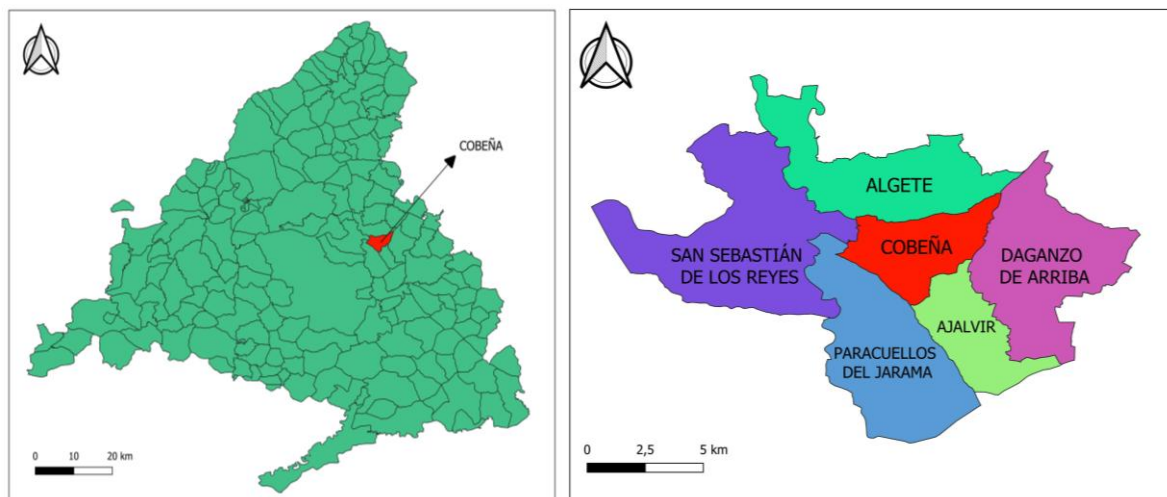 COBEÑA
0 10 20 km
ALGETE
SAN SEBASTIÁN
DE LOS REYES
COBEÑA
DAGANZO
DE ARRIBA
AJALVIR
PARACUELLOS
DEL JARAMA
0 2,5 5 km